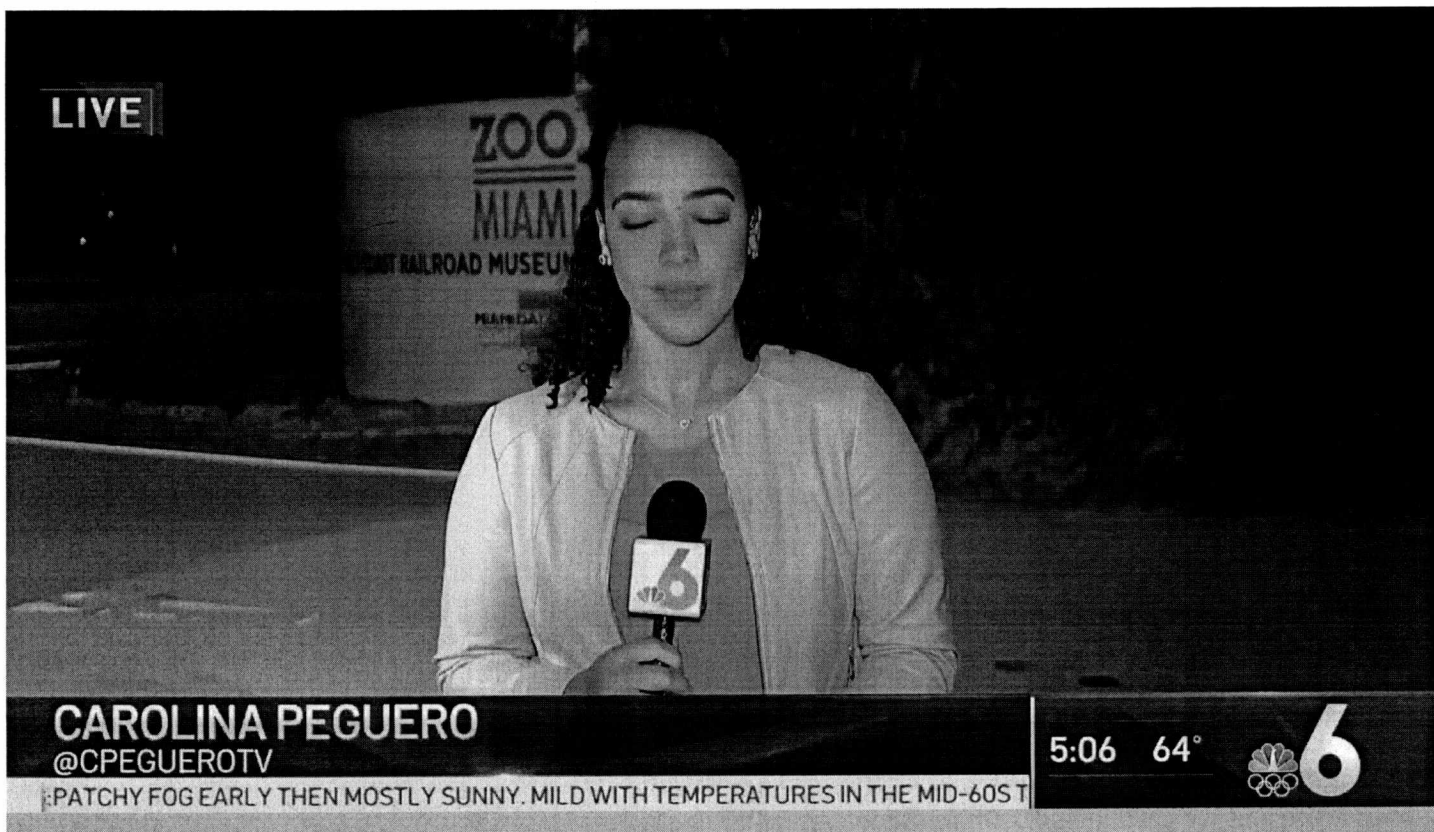 LIVE
ZOO
MIAMI
RAILROAD MUSEUM
6
CAROLINA PEGUERO
@CPEGUEROTV
5:06 64°
6
PATCHY FOG EARLY THEN MOSTLY SUNNY. MILD WITH TEMPERATURES IN THE MID-60S T